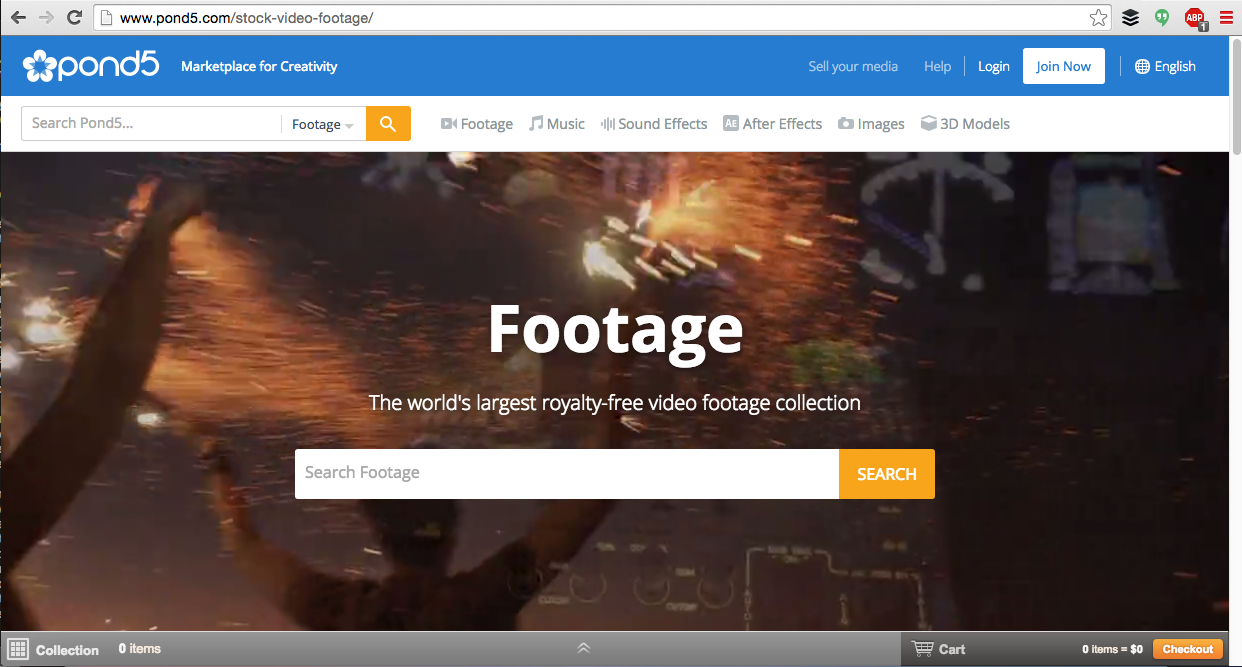 www.pond5.com/stock-video-footage/
ABP
1
pond5 Marketplace for Creativity Sell your media Help Login Join Now English
Search Pond5... Footage Footage Music Sound Effects AE After Effects Images 3D Models
Footage
The world's largest royalty-free video footage collection
Search Footage SEARCH
Collection 0 items Cart 0 items = $0 Checkout